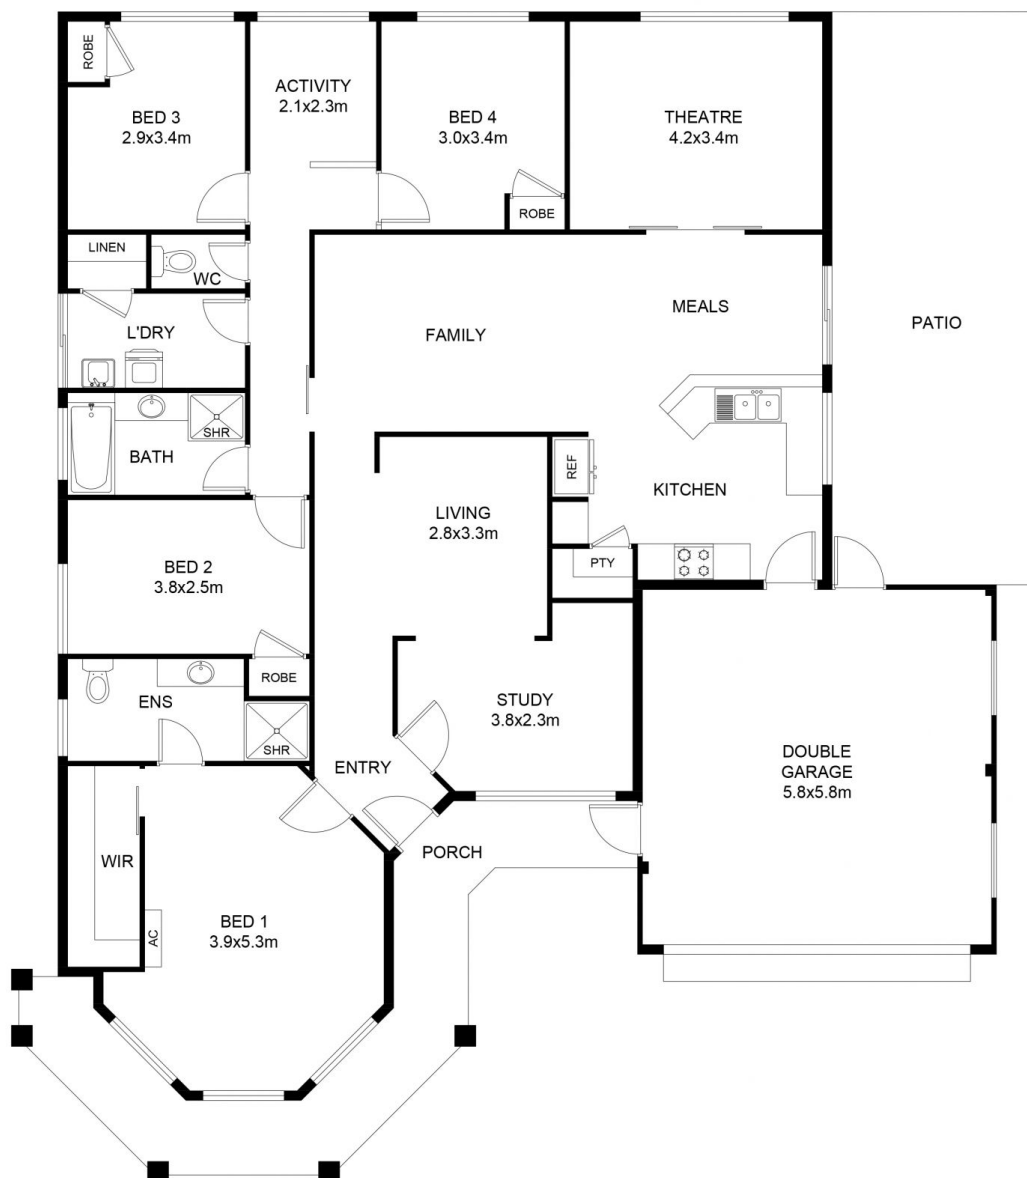 ROBE
BED 3
2.9x3.4m
ACTIVITY
2.1x2.3m
BED 4
3.0x3.4m
ROBE
THEATRE
4.2x3.4m
LINEN
WC
L'DRY
FAMILY
MEALS
PATIO
SHR
BATH
REF
KITCHEN
LIVING
2.8x3.3m
PTY
BED 2
3.8x2.5m
ROBE
ENS
SHR
STUDY
3.8x2.3m
ENTRY
DOUBLE
GARAGE
5.8x5.8m
PORCH
WIR
AC
BED 1
3.9x5.3m